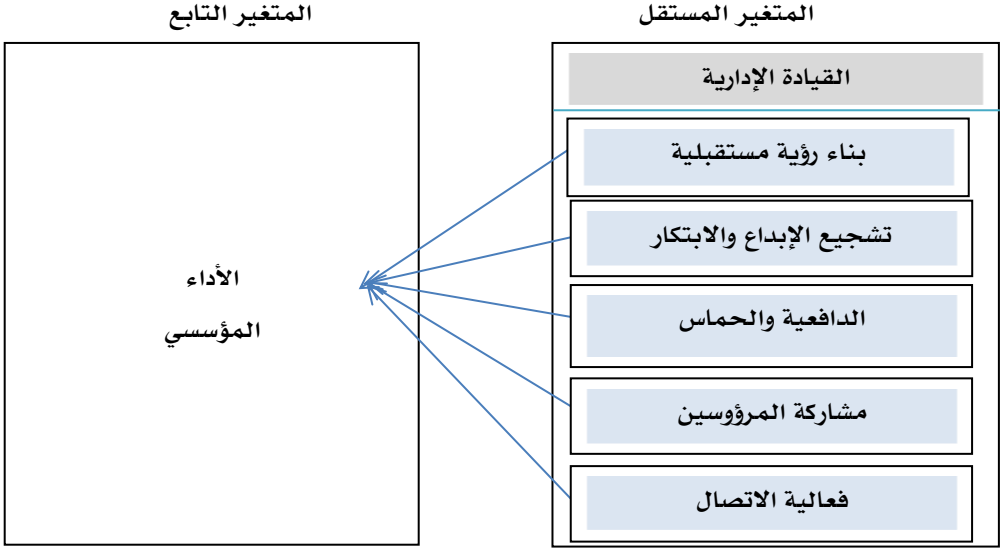 المتغير المستقل
المتغير التابع
القيادة الإدارية
بناء رؤية مستقبلية
تشجيع الإبداع والابتكار
الدافعية والحماس
مشاركة المرؤوسين
فعالية الاتصال
الأداء
المؤسسي